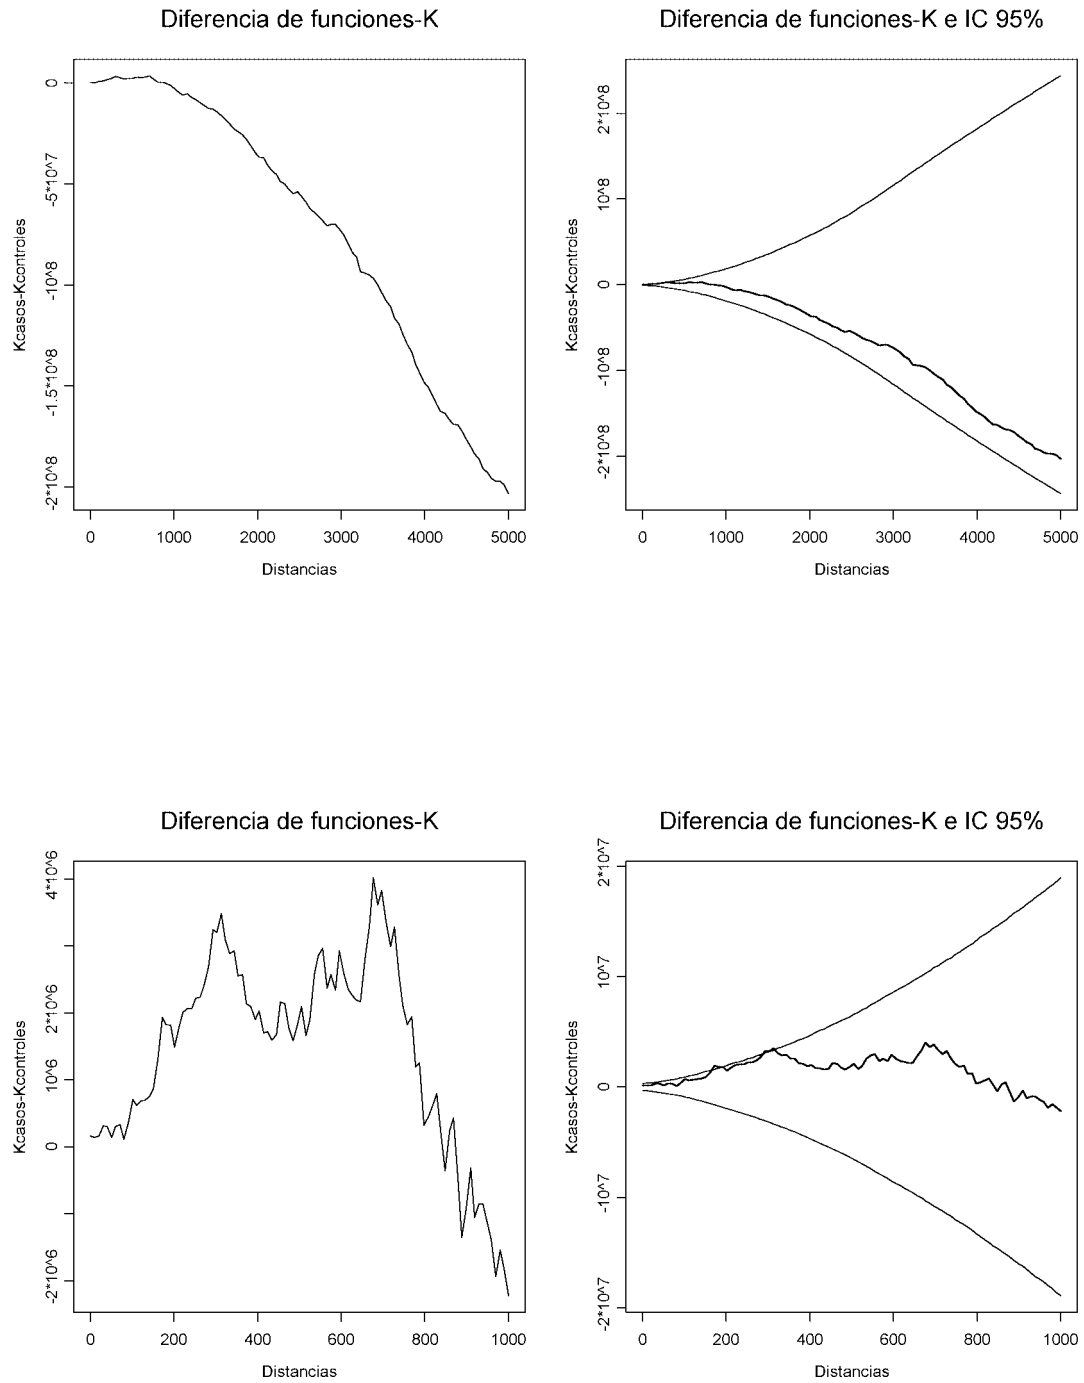 Diferencia de funciones-K
Kcasos-Kcontroles
0
-5*10^7
-10^8
-1.5*10^8
-2*10^8
0 1000 2000 3000 4000 5000
Distancias
Diferencia de funciones-K e IC 95%
Kcasos-Kcontroles
2*10^8
10^8
0
-10^8
-2*10^8
0 1000 2000 3000 4000 5000
Distancias
Diferencia de funciones-K
Kcasos-Kcontroles
4*10^6
2*10^6
10^6
0
-2*10^6
0 200 400 600 800 1000
Distancias
Diferencia de funciones-K e IC 95%
Kcasos-Kcontroles
2*10^7
10^7
0
-10^7
-2*10^7
0 200 400 600 800 1000
Distancias